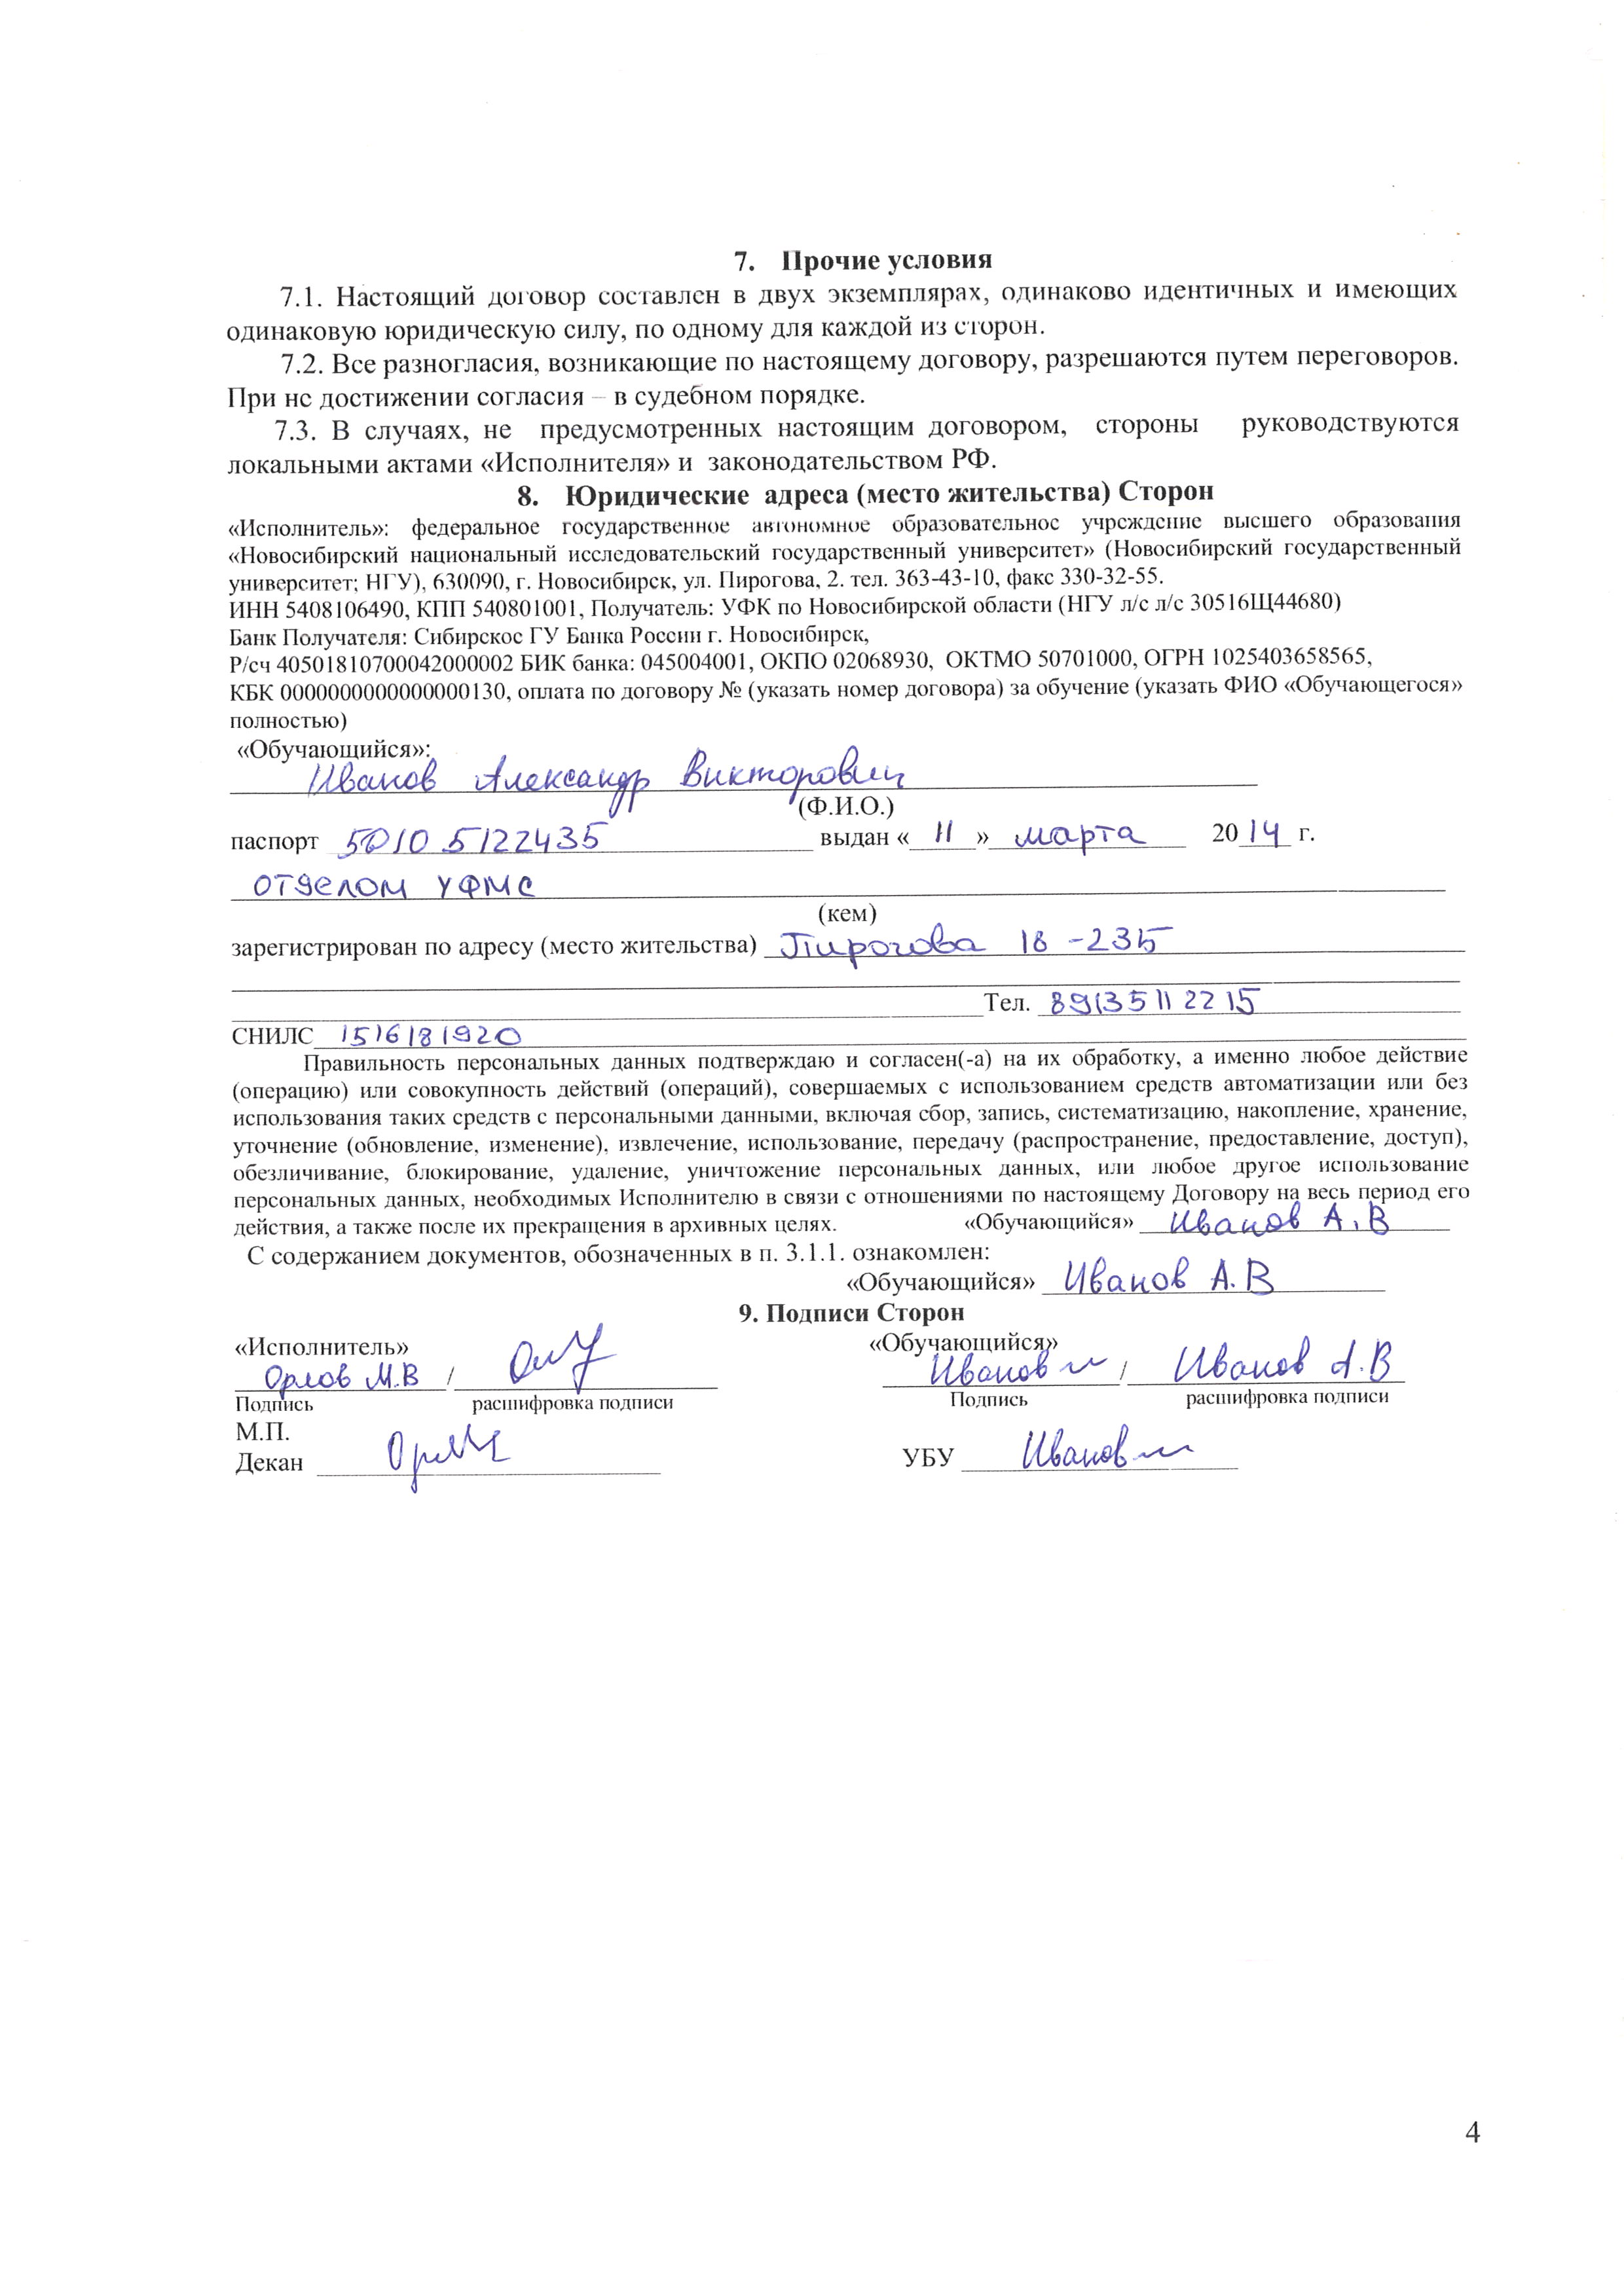 7. Прочие условия
7.1. Настоящий договор составлен в двух экземплярах, одинаково идентичных и имеющих
одинаковую юридическую силу, по одному для каждой из сторон.
7.2. Все разногласия, возникающие по настоящему договору, разрешаются путем переговоров.
При не достижении согласия – в судебном порядке.
7.3. В случаях, не предусмотренных настоящим договором, стороны руководствуются
локальными актами «Исполнителя» и законодательством РФ.
8. Юридические адреса (место жительства) Сторон
«Исполнитель»: федеральное государственное автономное образовательное учреждение высшего образования
«Новосибирский национальный исследовательский государственный университет» (Новосибирский государственный
университет; НГУ), 630090, г. Новосибирск, ул. Пирогова, 2. тел. 363-43-10, факс 330-32-55.
ИНН 5408106490, КПП 540801001, Получатель: УФК по Новосибирской области (НГУ л/с л/с 30516Щ44680)
Банк Получателя: Сибирское ГУ Банка России г. Новосибирск,
Р/сч 40501810700042000002 БИК банка: 045004001, ОКПО 02068930, ОКТМО 50701000, ОГРН 1025403658565,
КБК 00000000000000000130, оплата по договору № (указать номер договора) за обучение (указать ФИО «Обучающегося»
полностью)
«Обучающийся»:
Иванов Александр Викторович
(Ф.И.О.)
паспорт 5010 5122435 выдан « 11 » марта 20 14 г.
отделом УФМС
(кем)
зарегистрирован по адресу (место жительства) Пирогова 18 -235
Тел. 8913511 22 15
СНИЛС 1516181920
Правильность персональных данных подтверждаю и согласен(-а) на их обработку, а именно любое действие
(операцию) или совокупность действий (операций), совершаемых с использованием средств автоматизации или без
использования таких средств с персональными данными, включая сбор, запись, систематизацию, накопление, хранение,
уточнение (обновление, изменение), извлечение, использование, передачу (распространение, предоставление, доступ),
обезличивание, блокирование, удаление, уничтожение персональных данных, или любое другое использование
персональных данных, необходимых Исполнителю в связи с отношениями по настоящему Договору на весь период его
действия, а также после их прекращения в архивных целях. «Обучающийся» Иванов А.В
С содержанием документов, обозначенных в п. 3.1.1. ознакомлен:
«Обучающийся» Иванов А.В
9. Подписи Сторон
«Исполнитель» «Обучающийся»
Орлов М.В / Иванов / Иванов А.В
Подпись расшифровка подписи Подпись расшифровка подписи
М.П.
Декан УБУ Иванов
4